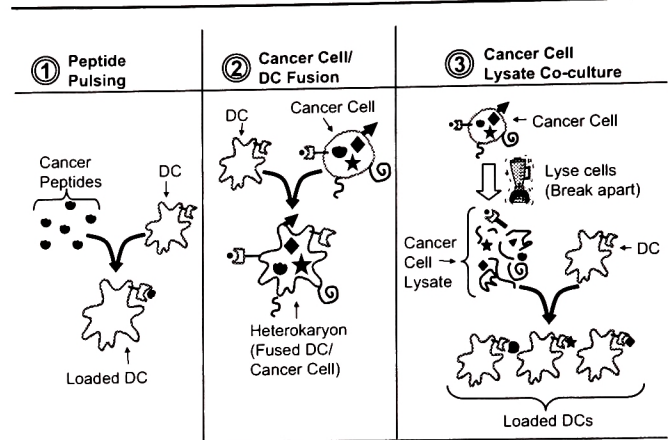 1 Peptide
Pulsing
Cancer
Peptides
DC
Loaded DC
2 Cancer Cell/
DC Fusion
DC
Cancer Cell
Heterokaryon
(Fused DC/
Cancer Cell)
3 Cancer Cell
Lysate Co-culture
Cancer Cell
Lyse cells
(Break apart)
Cancer
Cell
Lysate
DC
Loaded DCs